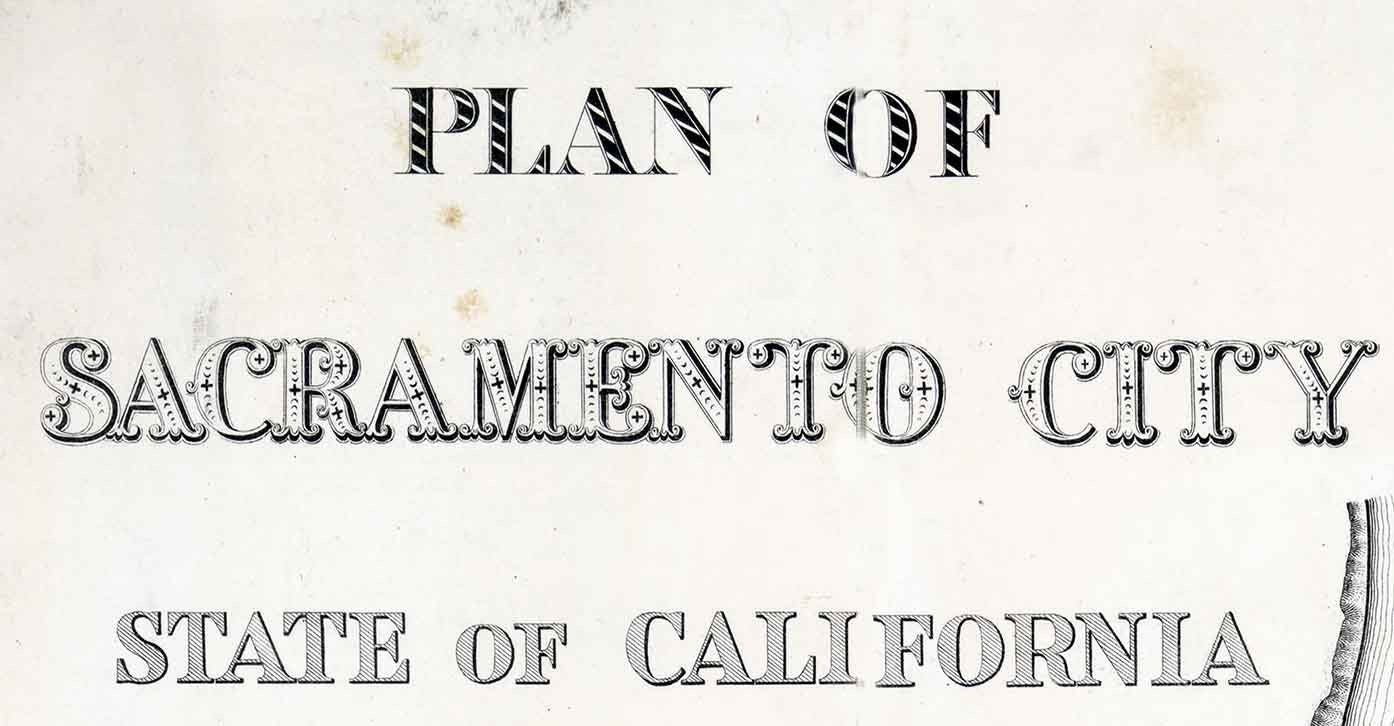 PLAN OF
SACRAMENTO CITY
STATE OF CALIFORNIA